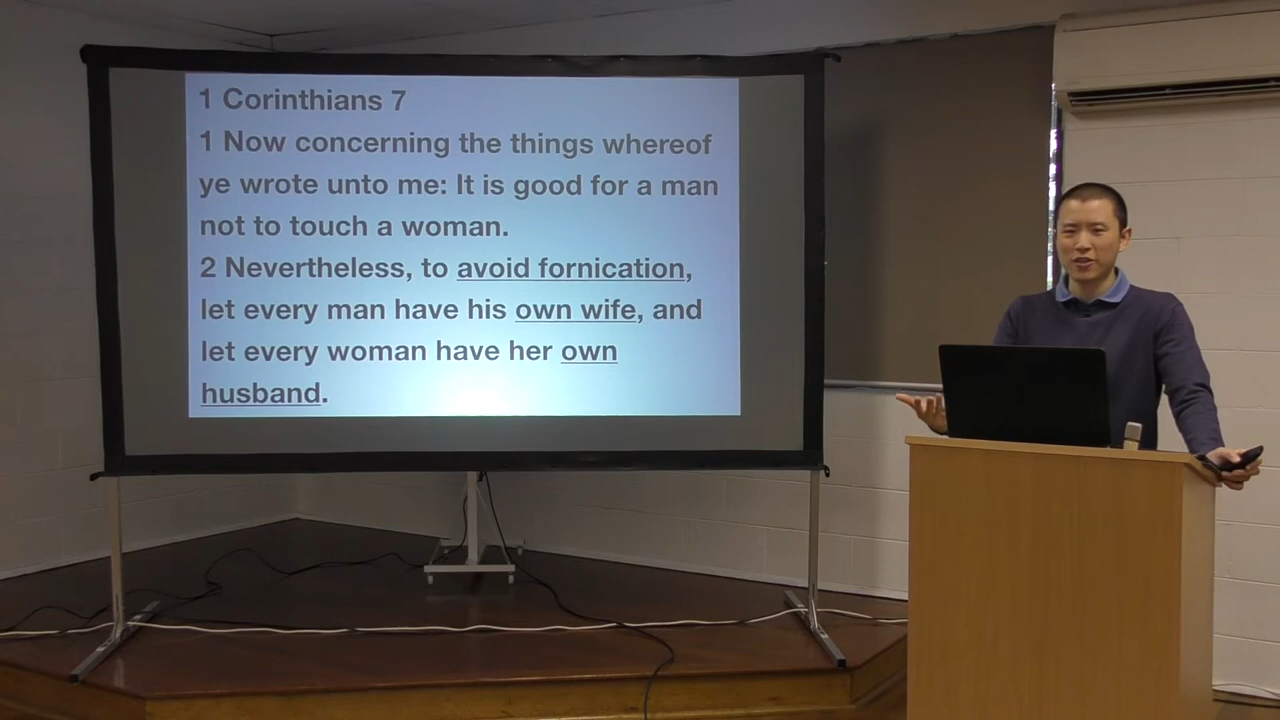 1 Corinthians 7
1 Now concerning the things whereof
ye wrote unto me: It is good for a man
not to touch a woman.
2 Nevertheless, to avoid fornication,
let every man have his own wife, and
let every woman have her own
husband.